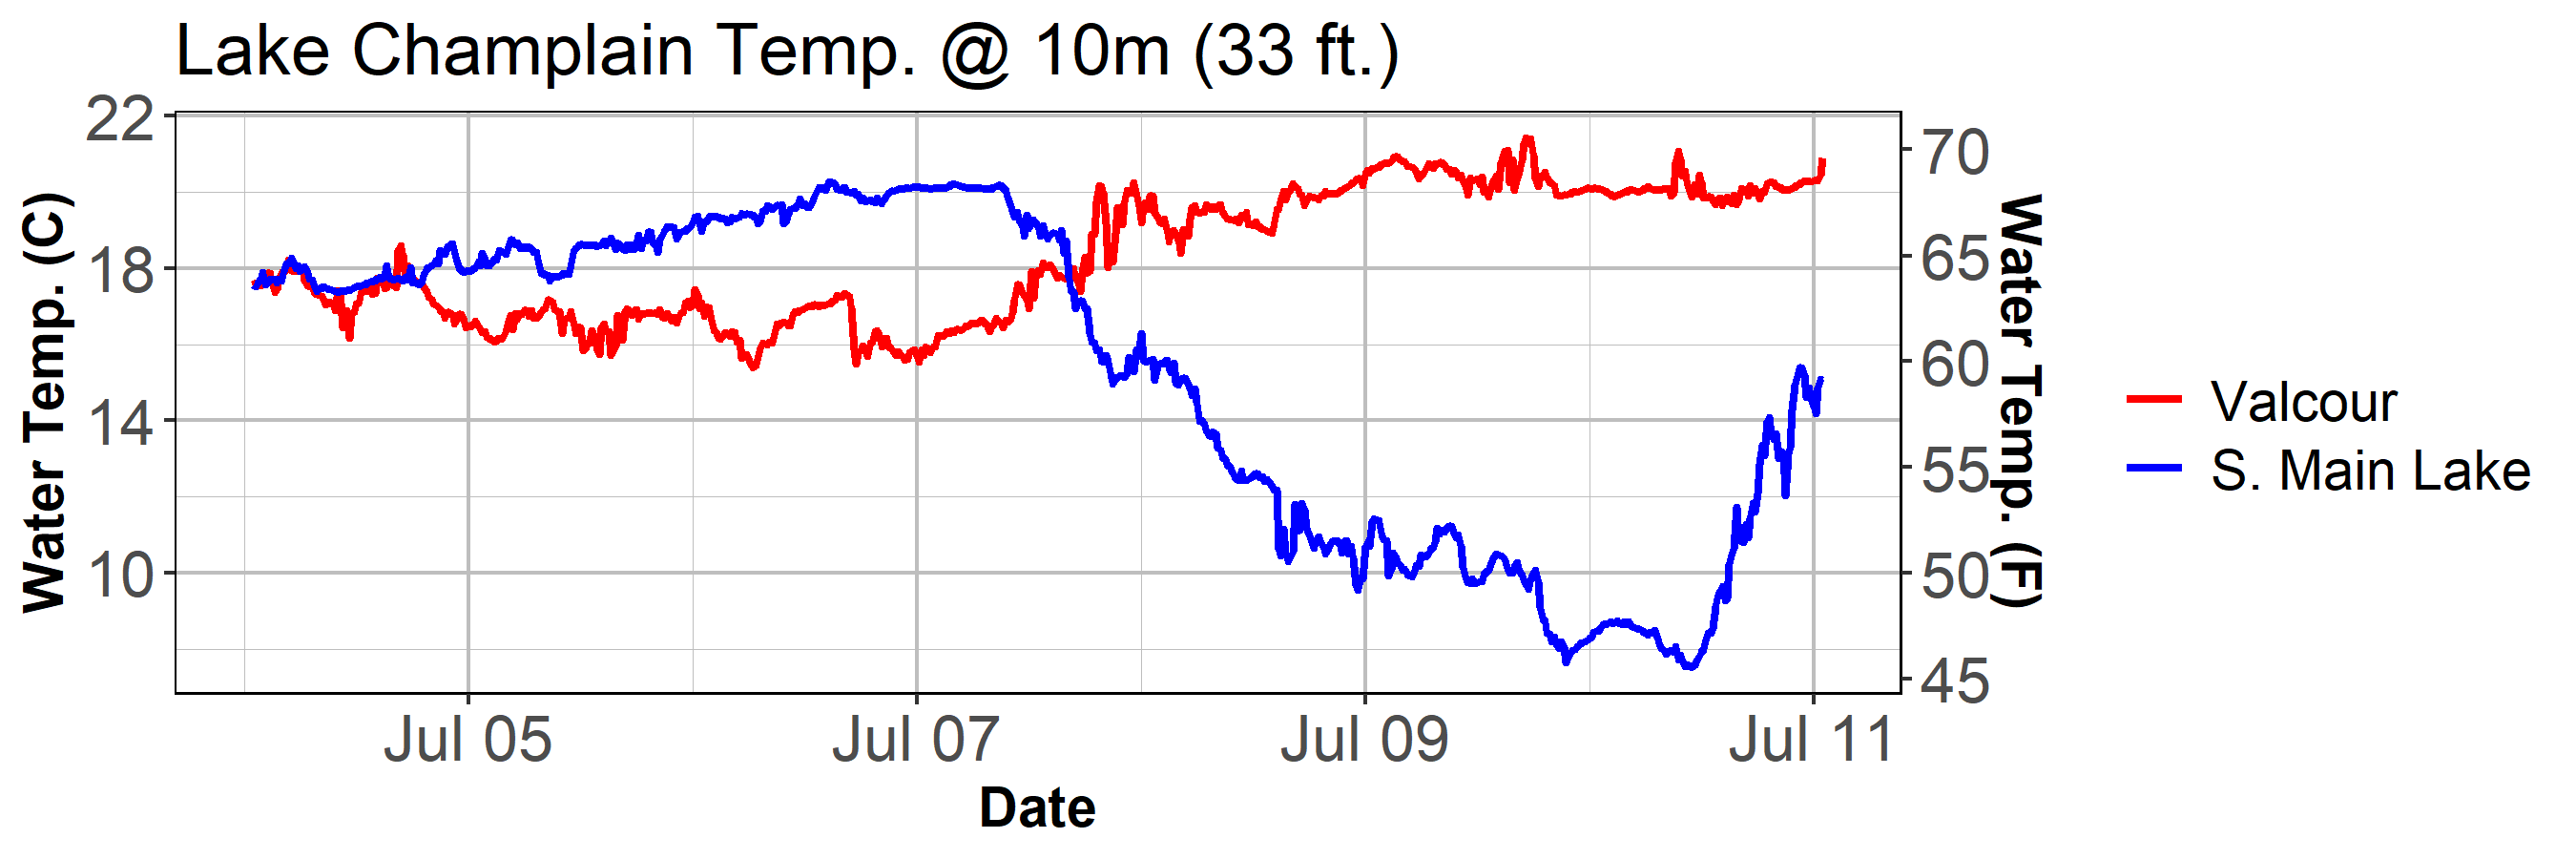 Lake Champlain Temp. @ 10m (33 ft.)
Water Temp. (C)
22
18
14
10
70
65
60
55
50
45
Water Temp. (F)
Jul 05
Jul 07
Jul 09
Jul 11
Date
Valcour
S. Main Lake